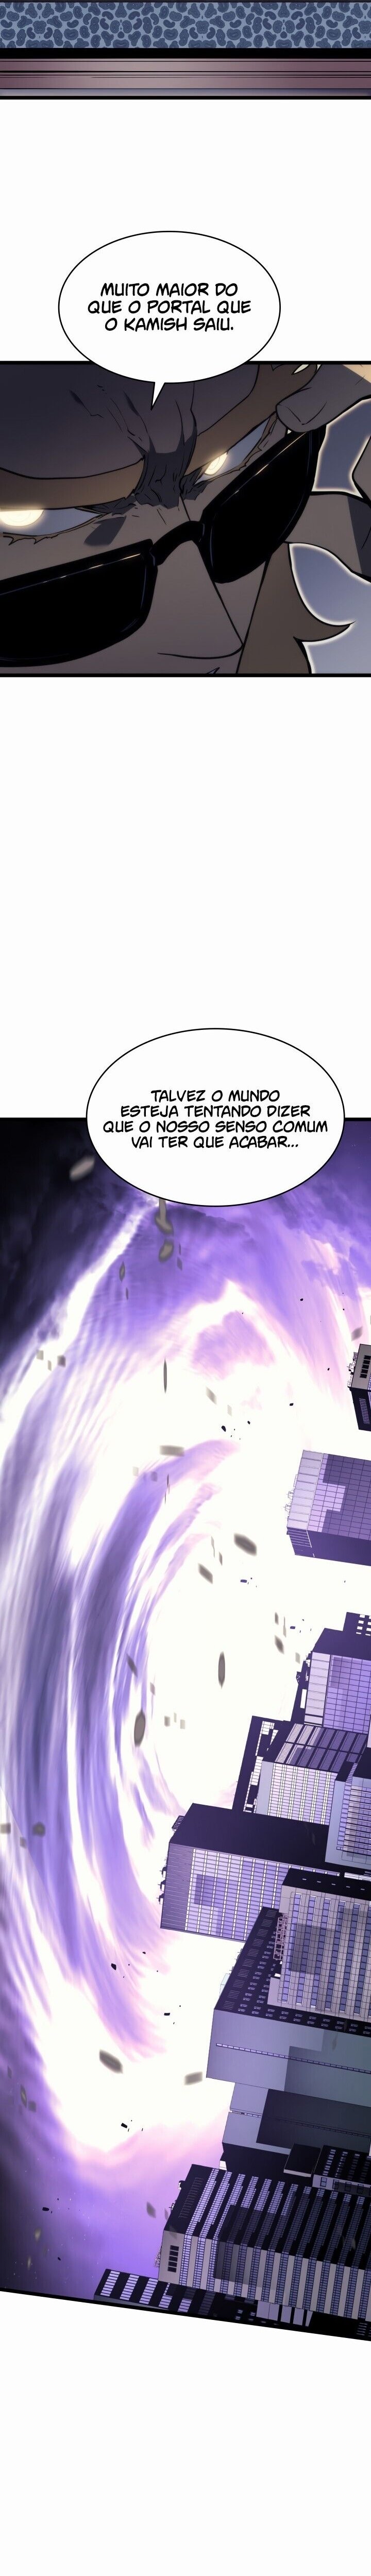 MUITO MAIOR DO
QUE O PORTAL QUE
O KAMISH SAIU.
TALVEZ O MUNDO
ESTEJA TENTANDO DIZER
QUE O NOSSO SENSO COMUM
VAI TER QUE ACABAR...